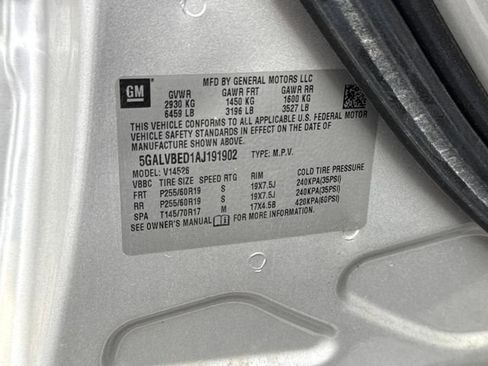 GM
MFD BY GENERAL MOTORS LLC
GVWR GAWR FRT GAWR RR
2930 KG 1450 KG 1600 KG
6459 LB 3196 LB 3527 LB
THIS VEHICLE CONFORMS TO ALL APPLICABLE U.S. FEDERAL MOTOR
VEHICLE SAFETY STANDARDS IN EFFECT ON THE DATE OF
MANUFACTURE SHOWN ABOVE.
5GALVBED1AJ191902 TYPE: M.P.V.
MODEL: V14526
VBBC TIRE SIZE SPEED RTG RIM COLD TIRE PRESSURE
FRT P255/60R19 S 19X7.5J 240KPA(35PSI)
RR P255/60R19 S 19X7.5J 240KPA(35PSI)
SPA T145/70R17 M 17X4.5B 420KPA(60PSI)
SEE OWNER'S MANUAL FOR MORE INFORMATION.